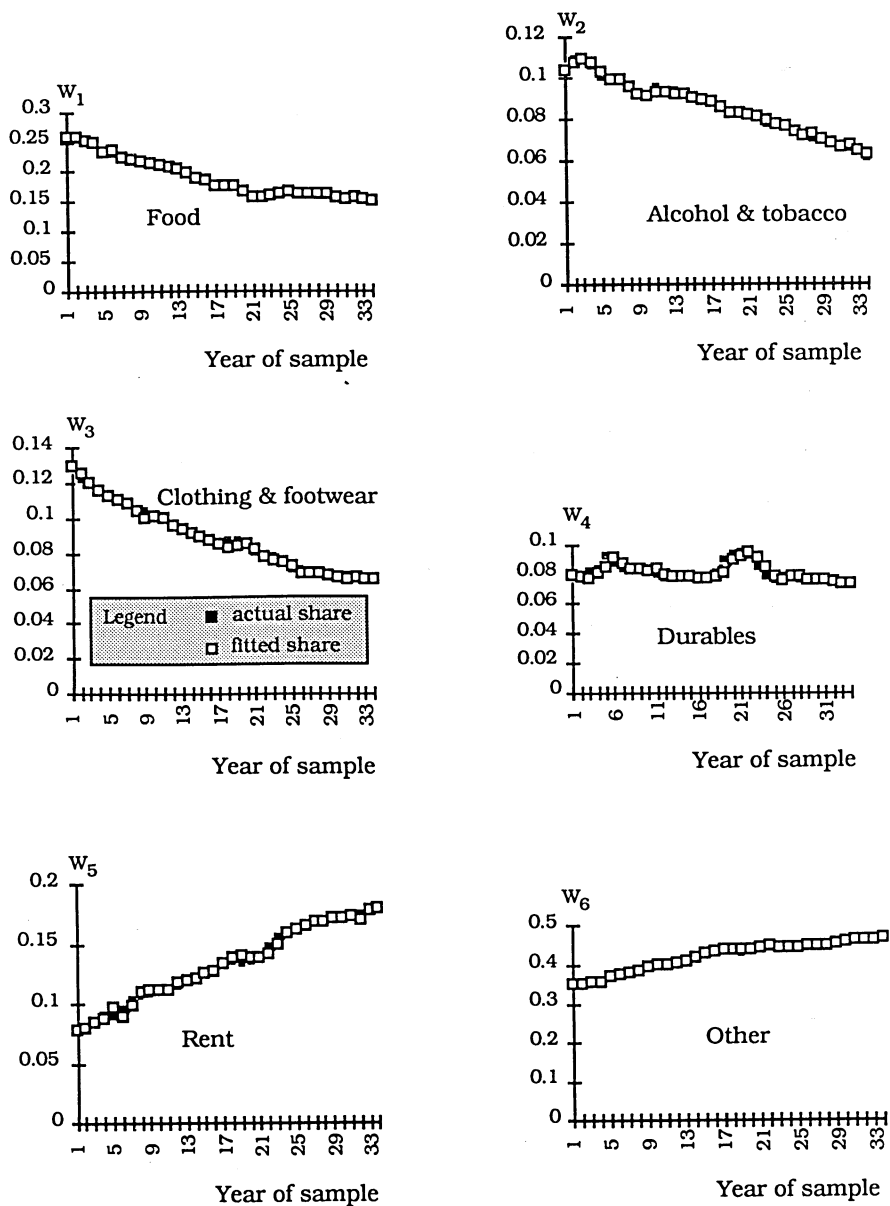 W1
0.3
0.25
0.2
0.15
0.1
0.05
0
Food
1 5 9 13 17 21 25 29 33
Year of sample
W2
0.12
0.1
0.08
0.06
0.04
0.02
0
Alcohol & tobacco
1 5 9 13 17 21 25 29 33
Year of sample
W3
0.14
0.12
0.1
0.08
0.06
0.04
0.02
0
Clothing & footwear
Legend
actual share
fitted share
1 5 9 13 17 21 25 29 33
Year of sample
W4
0.1
0.08
0.06
0.04
0.02
0
Durables
1 6 11 16 21 26 31
Year of sample
W5
0.2
0.15
0.1
0.05
0
Rent
1 5 9 13 17 21 25 29 33
Year of sample
W6
0.5
0.4
0.3
0.2
0.1
0
Other
1 5 9 13 17 21 25 29 33
Year of sample